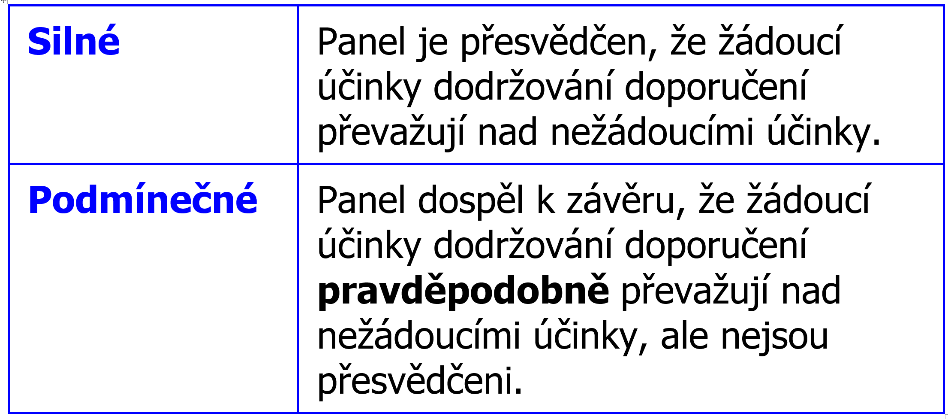 Silné
Panel je přesvědčen, že žádoucí
účinky dodržování doporučení
převažují nad nežádoucími účinky.
Podmínečné
Panel dospěl k závěru, že žádoucí
účinky dodržování doporučení
pravděpodobně převažují nad
nežádoucími účinky, ale nejsou
přesvědčeni.